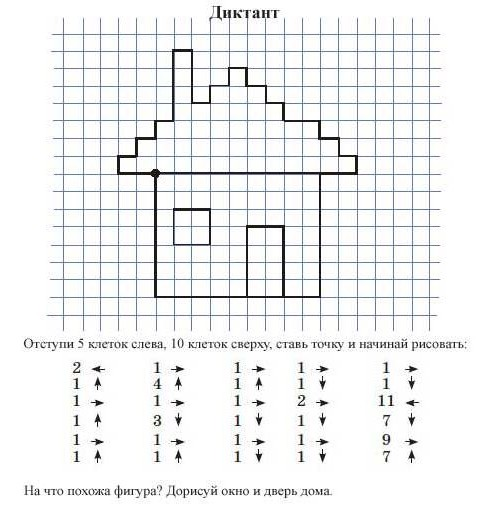 Диктант
Отступи 5 клеток слева, 10 клеток сверху, ставь точку и начинай рисовать:
2 ← 1 → 1 → 1 → 1 →
1 ↑ 4 ↑ 1 ↑ 1 ↓ 1 ↓
1 → 1 → 1 → 2 → 11 ←
1 ↑ 3 ↓ 1 ↓ 1 ↓ 7 ↓
1 → 1 → 1 → 1 → 9 →
1 ↑ 1 ↑ 1 ↓ 1 ↓ 7 ↑
На что похожа фигура? Дорисуй окно и дверь дома.